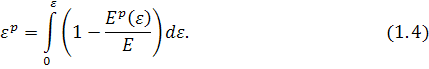 ε^p = ∫_0^ε (1 − E^p(ε)/E) dε. (1.4)